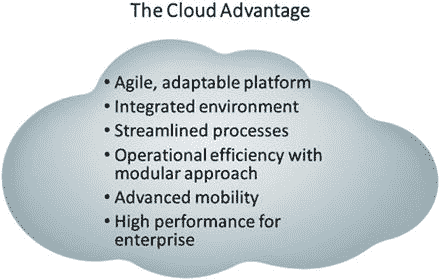 The Cloud Advantage
• Agile, adaptable platform
• Integrated environment
• Streamlined processes
• Operational efficiency with
modular approach
• Advanced mobility
• High performance for
enterprise